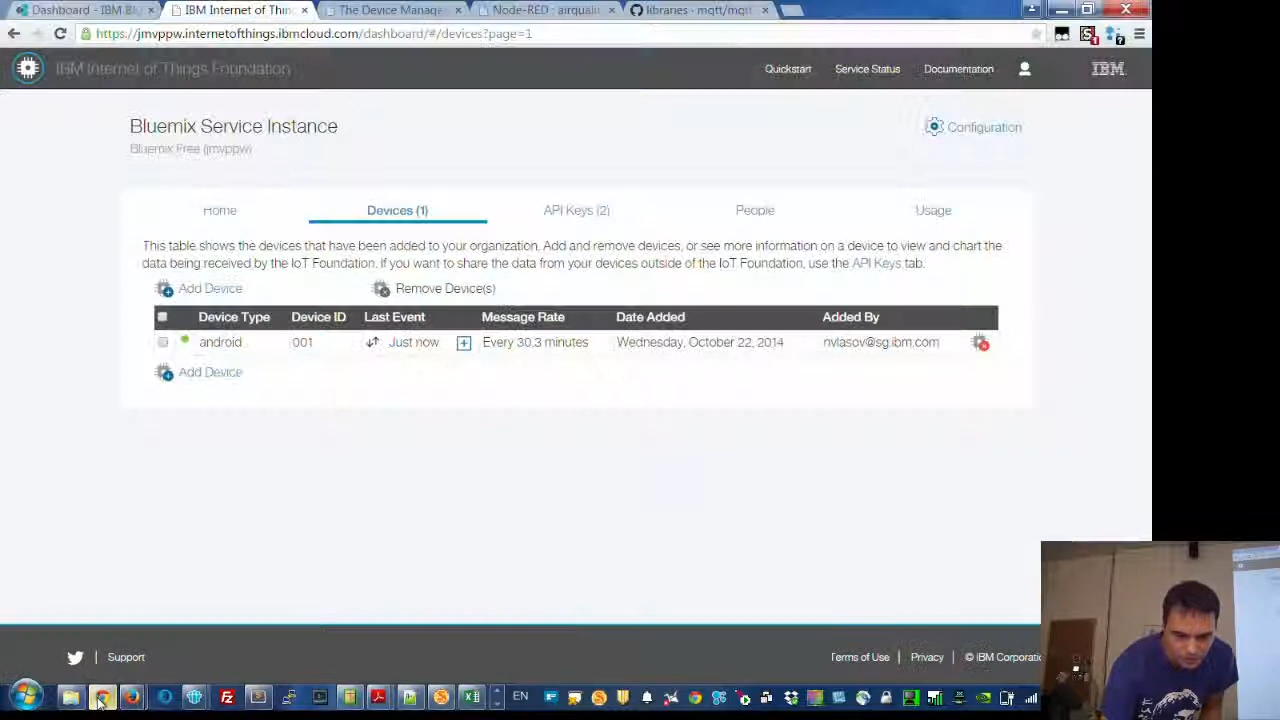 Dashboard - IBM Blu
IBM Internet of Thin
The Device Manage
Node-RED : airquali
libraries - mqtt/mqtt
https://jmvppw.internetofthings.ibmcloud.com/dashboard/#/devices?page=1
IBM Internet of Things Foundation
Quickstart
Service Status
Documentation
IBM
Bluemix Service Instance
Configuration
Bluemix Free (jmvppw)
Home
Devices (1)
API Keys (2)
People
Usage
This table shows the devices that have been added to your organization. Add and remove devices, or see more information on a device to view and chart the
data being received by the IoT Foundation. If you want to share the data from your devices outside of the IoT Foundation, use the API Keys tab.
Add Device
Remove Device(s)
Device Type Device ID Last Event Message Rate Date Added Added By
android 001 Just now Every 30.3 minutes Wednesday, October 22, 2014 nvlasov@sg.ibm.com
Add Device
Support
Terms of Use
Privacy
© IBM Corporatio
EN